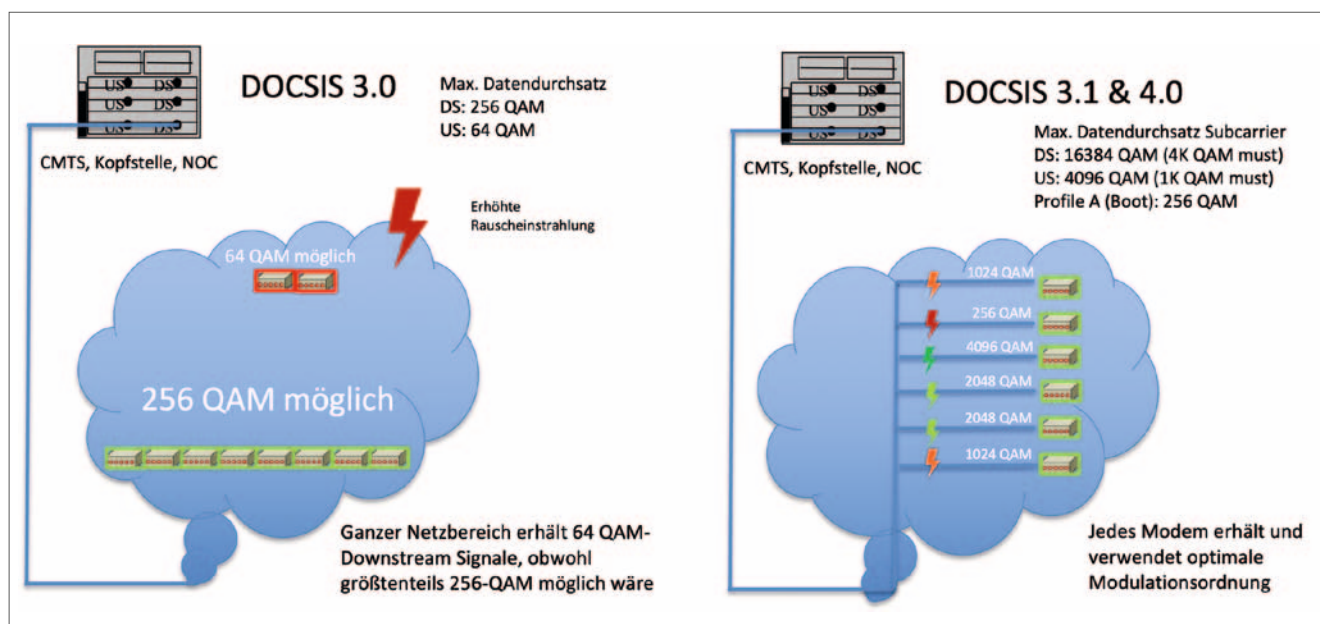 US DS
US DS
US DS
DOCSIS 3.0
Max. Datendurchsatz
DS: 256 QAM
US: 64 QAM
CMTS, Kopfstelle, NOC
Erhöhte
Rauscheinstrahlung
64 QAM möglich
256 QAM möglich
Ganzer Netzbereich erhält 64 QAM-
Downstream Signale, obwohl
größtenteils 256-QAM möglich wäre
US DS
US DS
US DS
DOCSIS 3.1 & 4.0
Max. Datendurchsatz Subcarrier
DS: 16384 QAM (4K QAM must)
US: 4096 QAM (1K QAM must)
Profile A (Boot): 256 QAM
CMTS, Kopfstelle, NOC
1024 QAM
256 QAM
4096 QAM
2048 QAM
2048 QAM
1024 QAM
Jedes Modem erhält und
verwendet optimale
Modulationsordnung